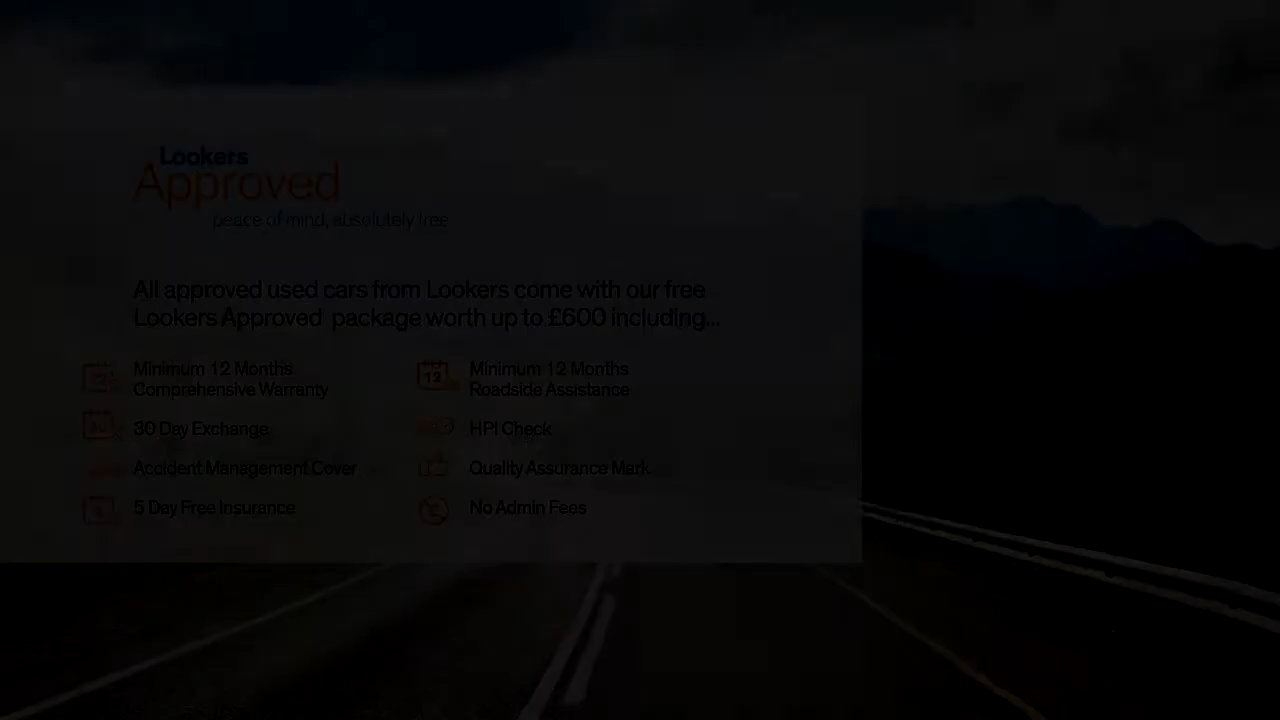 Lookers
Approved
peace of mind, absolutely free
All approved used cars from Lookers come with our free
Lookers Approved package worth up to £600 including...
Minimum 12 Months
Comprehensive Warranty
12
Minimum 12 Months
Roadside Assistance
30
30 Day Exchange
HPI Check
Accident Management Cover
Quality Assurance Mark
5 Day Free Insurance
No Admin Fees